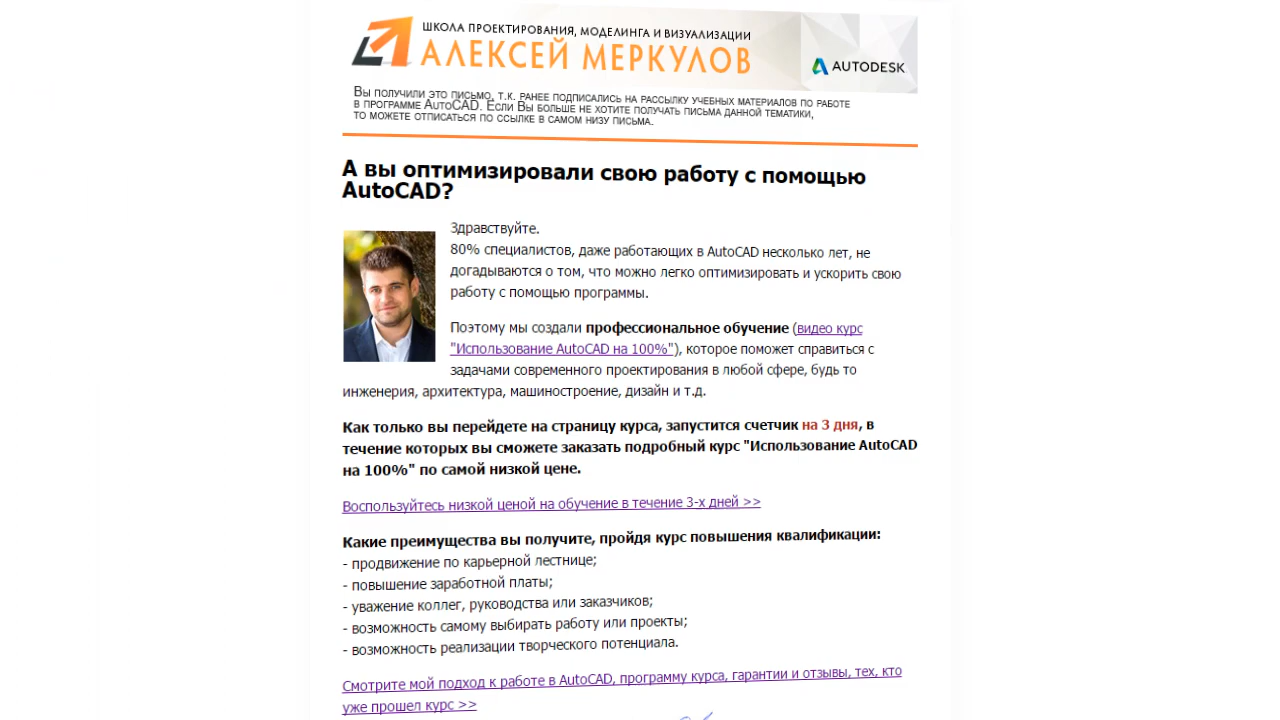 ШКОЛА ПРОЕКТИРОВАНИЯ, МОДЕЛИНГА И ВИЗУАЛИЗАЦИИ
АЛЕКСЕЙ МЕРКУЛОВ
AUTODESK
Вы получили это письмо, т.к. ранее подписались на рассылку учебных материалов по работе
в программе AutoCAD. Если Вы больше не хотите получать письма данной тематики,
то можете отписаться по ссылке в самом низу письма.
А вы оптимизировали свою работу с помощью
AutoCAD?
Здравствуйте.
80% специалистов, даже работающих в AutoCAD несколько лет, не
догадываются о том, что можно легко оптимизировать и ускорить свою
работу с помощью программы.
Поэтому мы создали профессиональное обучение (видео курс
"Использование AutoCAD на 100%"), которое поможет справиться с
задачами современного проектирования в любой сфере, будь то
инженерия, архитектура, машиностроение, дизайн и т.д.
Как только вы перейдете на страницу курса, запустится счетчик на 3 дня, в
течение которых вы сможете заказать подробный курс "Использование AutoCAD
на 100%" по самой низкой цене.
Воспользуйтесь низкой ценой на обучение в течение 3-х дней >>
Какие преимущества вы получите, пройдя курс повышения квалификации:
- продвижение по карьерной лестнице;
- повышение заработной платы;
- уважение коллег, руководства или заказчиков;
- возможность самому выбирать работу или проекты;
- возможность реализации творческого потенциала.
Смотрите мой подход к работе в AutoCAD, программу курса, гарантии и отзывы, тех, кто
уже прошел курс >>